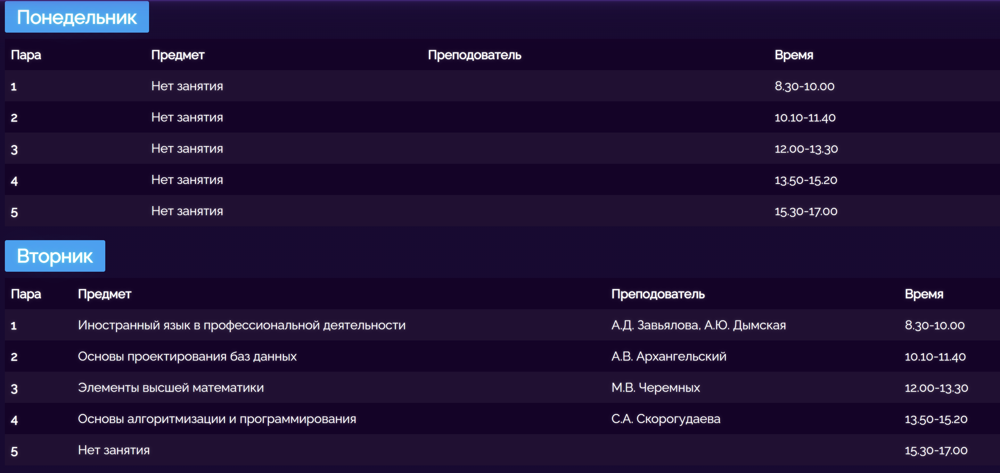 Понедельник
Пара Предмет Преподователь Время
1 Нет занятия 8.30-10.00
2 Нет занятия 10.10-11.40
3 Нет занятия 12.00-13.30
4 Нет занятия 13.50-15.20
5 Нет занятия 15.30-17.00
Вторник
Пара Предмет Преподователь Время
1 Иностранный язык в профессиональной деятельности А.Д. Завьялова, А.Ю. Дымская 8.30-10.00
2 Основы проектирования баз данных А.В. Архангельский 10.10-11.40
3 Элементы высшей математики М.В. Черемных 12.00-13.30
4 Основы алгоритмизации и программирования С.А. Скорогудаева 13.50-15.20
5 Нет занятия 15.30-17.00